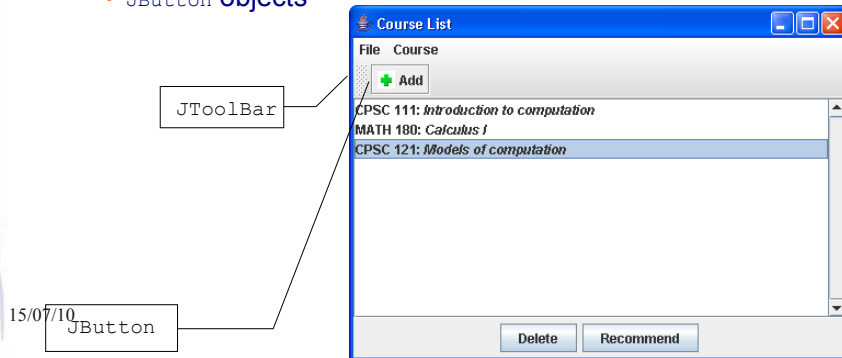 JButton objects
Course List
File Course
Add
JToolBar
CPSC 111: Introduction to computation
MATH 180: Calculus I
CPSC 121: Models of computation
15/07/10
JButton
Delete Recommend